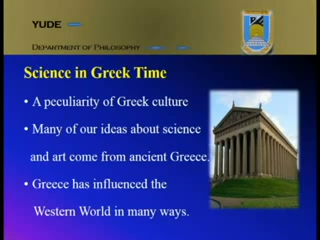 YUDE
DEPARTMENT OF PHILOSOPHY
Science in Greek Time
• A peculiarity of Greek culture
• Many of our ideas about science
and art come from ancient Greece.
• Greece has influenced the
Western World in many ways.